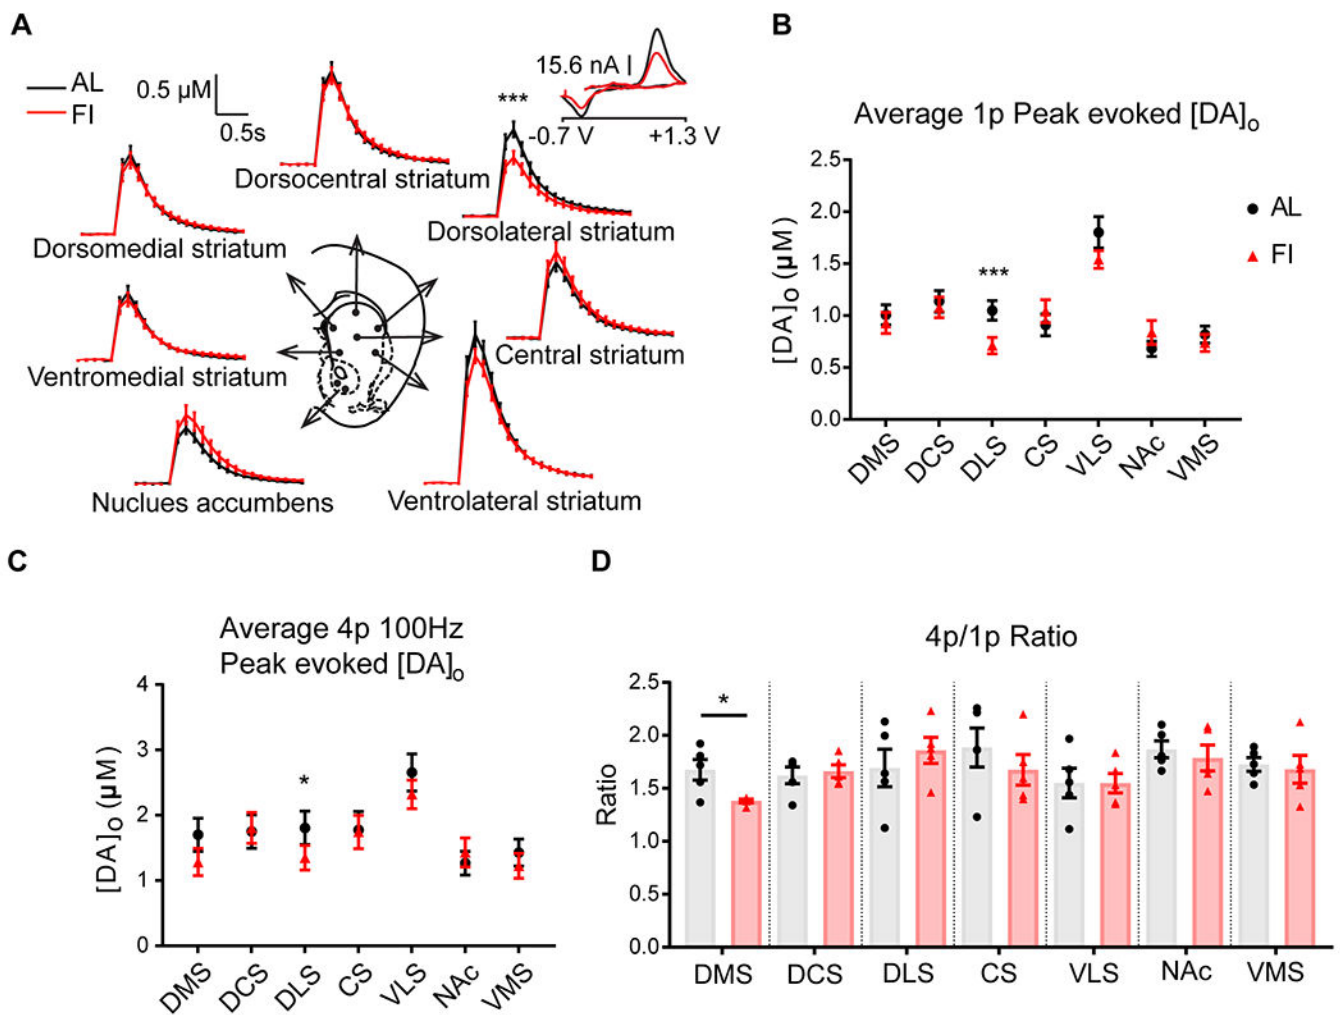 A
AL
FI
0.5 μM
0.5s
15.6 nA
-0.7 V
+1.3 V
***
Dorsocentral striatum
Dorsolateral striatum
Dorsomedial striatum
Central striatum
Ventromedial striatum
Nuclues accumbens
Ventrolateral striatum
B
Average 1p Peak evoked [DA]o
[DA]o (μM)
2.5
2.0
1.5
1.0
0.5
0.0
***
AL
FI
DMS
DCS
DLS
CS
VLS
NAc
VMS
C
Average 4p 100Hz
Peak evoked [DA]o
[DA]o (μM)
4
3
2
1
0
*
DMS
DCS
DLS
CS
VLS
NAc
VMS
D
4p/1p Ratio
Ratio
2.5
2.0
1.5
1.0
0.5
0.0
*
DMS
DCS
DLS
CS
VLS
NAc
VMS